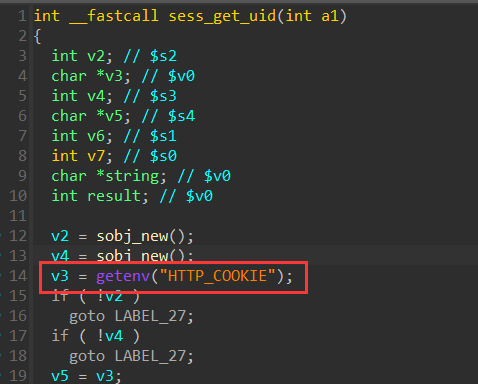 1 int __fastcall sess_get_uid(int a1)
2 {
3 int v2; // $s2
4 char *v3; // $v0
5 int v4; // $s3
6 char *v5; // $s4
7 int v6; // $s1
8 int v7; // $s0
9 char *string; // $v0
10 int result; // $v0
11
12 v2 = sobj_new();
13 v4 = sobj_new();
14 v3 = getenv("HTTP_COOKIE");
15 if ( !v2 )
16 goto LABEL_27;
17 if ( !v4 )
18 goto LABEL_27;
19 v5 = v3;